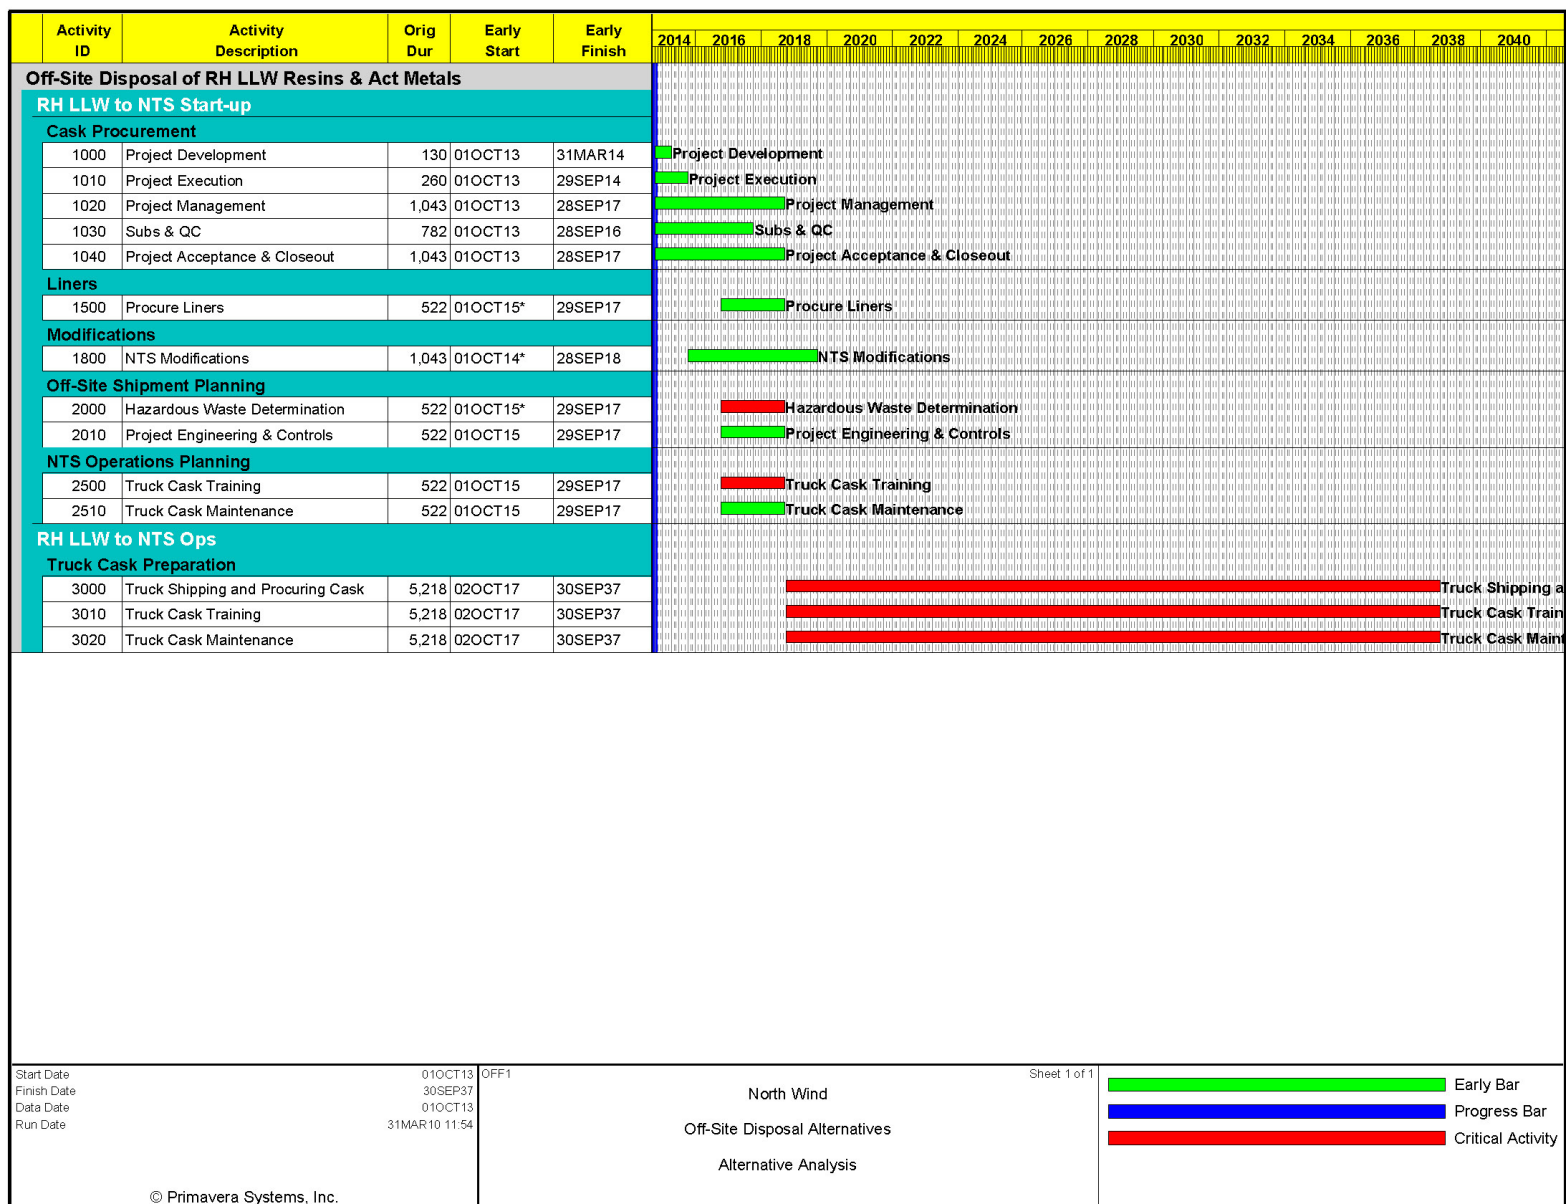 Activity ID Activity Description Orig Dur Early Start Early Finish 2014 2016 2018 2020 2022 2024 2026 2028 2030 2032 2034 2036 2038 2040
Off-Site Disposal of RH LLW Resins & Act Metals
RH LLW to NTS Start-up
Cask Procurement
1000 Project Development 130 01OCT13 31MAR14 Project Development
1010 Project Execution 260 01OCT13 29SEP14 Project Execution
1020 Project Management 1,043 01OCT13 28SEP17 Project Management
1030 Subs & QC 782 01OCT13 28SEP16 Subs & QC
1040 Project Acceptance & Closeout 1,043 01OCT13 28SEP17 Project Acceptance & Closeout
Liners
1500 Procure Liners 522 01OCT15* 29SEP17 Procure Liners
Modifications
1800 NTS Modifications 1,043 01OCT14* 28SEP18 NTS Modifications
Off-Site Shipment Planning
2000 Hazardous Waste Determination 522 01OCT15* 29SEP17 Hazardous Waste Determination
2010 Project Engineering & Controls 522 01OCT15 29SEP17 Project Engineering & Controls
NTS Operations Planning
2500 Truck Cask Training 522 01OCT15 29SEP17 Truck Cask Training
2510 Truck Cask Maintenance 522 01OCT15 29SEP17 Truck Cask Maintenance
RH LLW to NTS Ops
Truck Cask Preparation
3000 Truck Shipping and Procuring Cask 5,218 02OCT17 30SEP37 Truck Shipping a
3010 Truck Cask Training 5,218 02OCT17 30SEP37 Truck Cask Train
3020 Truck Cask Maintenance 5,218 02OCT17 30SEP37 Truck Cask Maint
Start Date 01OCT13
Finish Date 30SEP37
Data Date 01OCT13
Run Date 31MAR10 11:54
© Primavera Systems, Inc.
OFF1
Sheet 1 of 1
North Wind
Off-Site Disposal Alternatives
Alternative Analysis
Early Bar
Progress Bar
Critical Activity